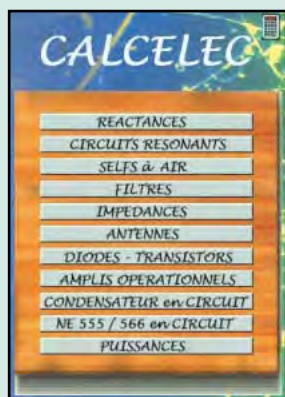 CALCELEC
REACTANCES
CIRCUITS RESONANTS
SELFS à AIR
FILTRES
IMPEDANCES
ANTENNES
DIODES - TRANSISTORS
AMPLIS OPERATIONNELS
CONDENSATEUR en CIRCUIT
NE 555 / 566 en CIRCUIT
PUISSANCES